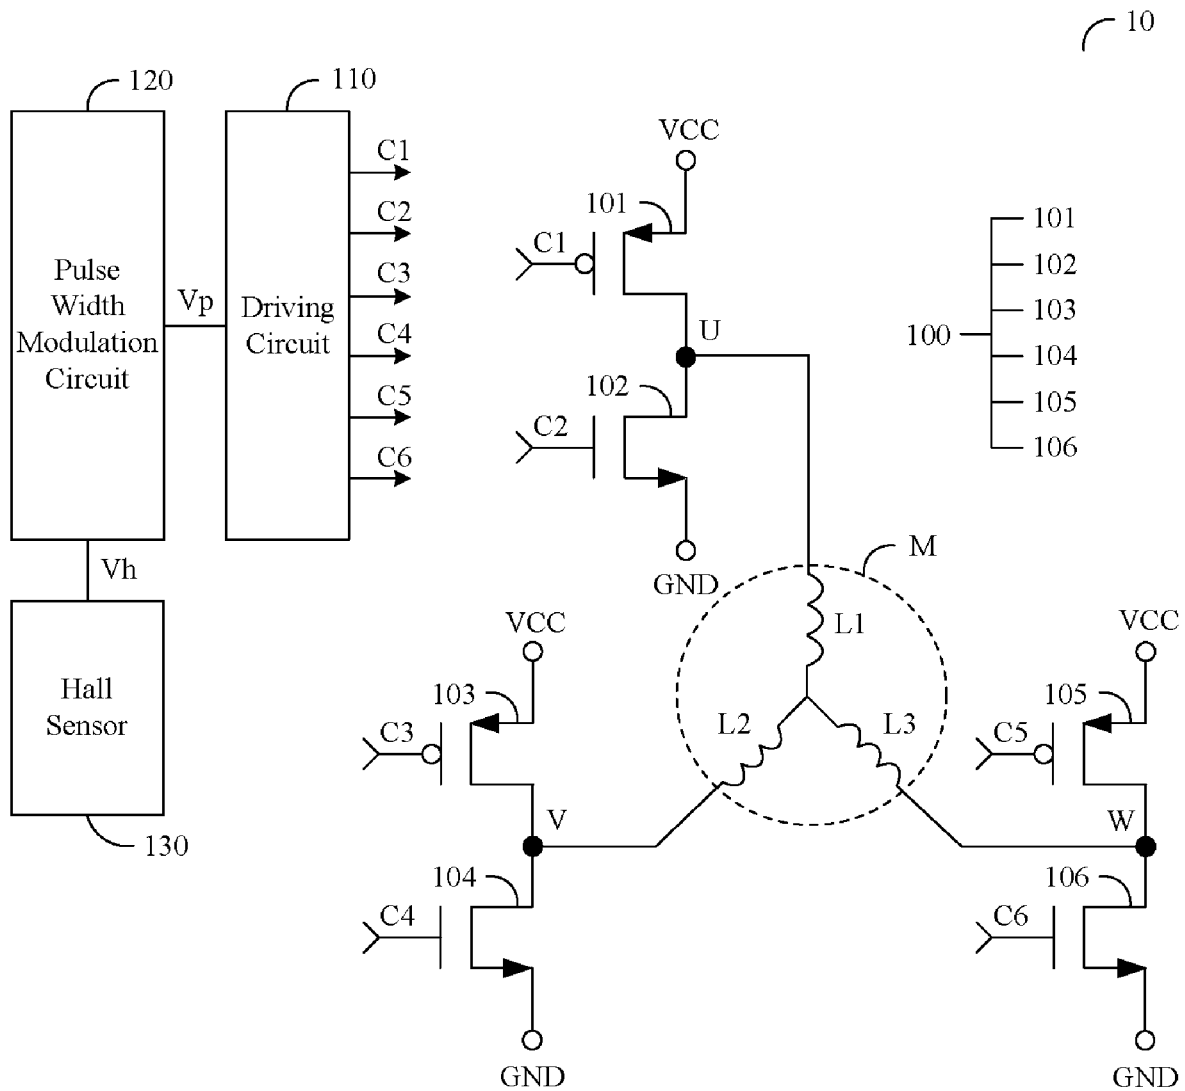 10
120
110
Pulse
Width
Modulation
Circuit
Vp
Driving
Circuit
C1
C2
C3
C4
C5
C6
Vh
Hall
Sensor
130
VCC
101
C1
U
102
C2
GND
100
101
102
103
104
105
106
M
L1
L2
L3
VCC
103
C3
V
104
C4
GND
VCC
105
C5
W
106
C6
GND